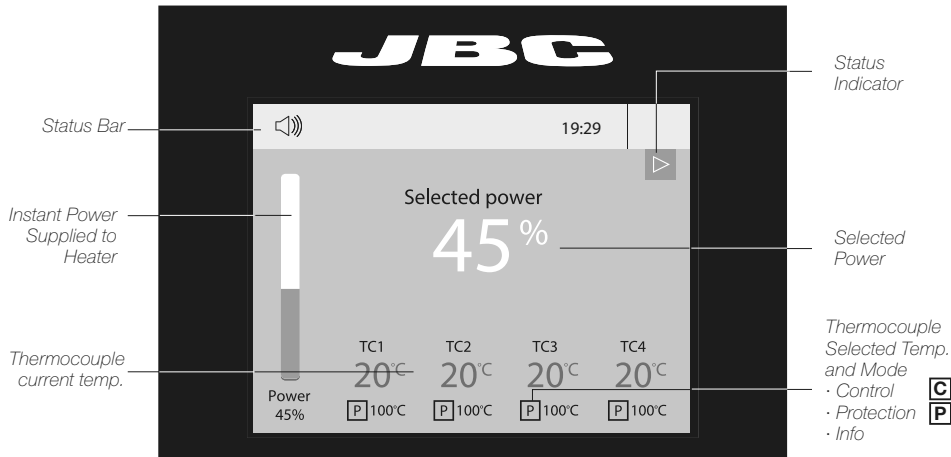 JBC
Status Bar
19:29
Status
Indicator
Instant Power
Supplied to
Heater
Selected power
45 %
Selected
Power
Thermocouple
current temp.
TC1 TC2 TC3 TC4
20°C 20°C 20°C 20°C
Power
45%
P 100°C P 100°C P 100°C P 100°C
Thermocouple
Selected Temp.
and Mode
· Control C
· Protection P
· Info